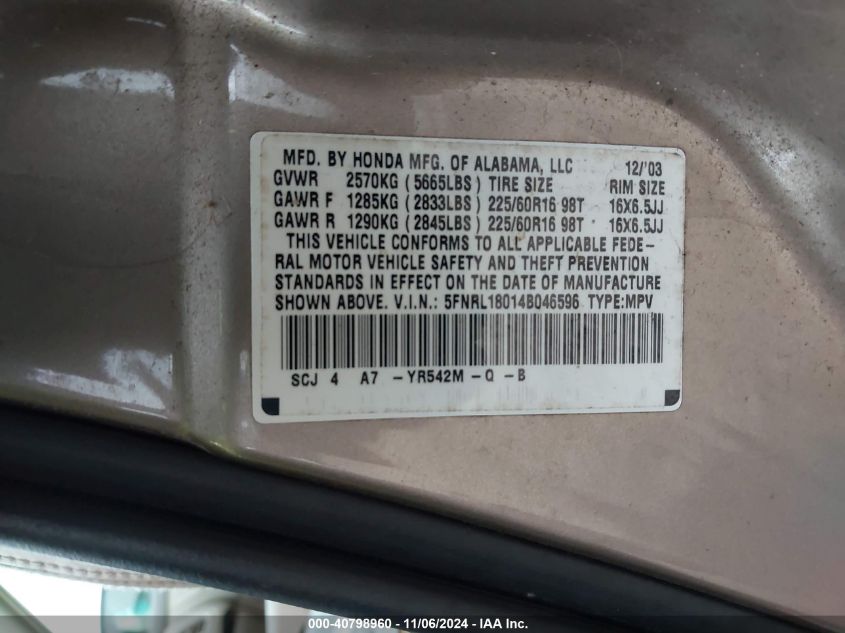 MFD. BY HONDA MFG. OF ALABAMA, LLC 12/'03
GVWR 2570KG ( 5665LBS ) TIRE SIZE RIM SIZE
GAWR F 1285KG ( 2833LBS ) 225/60R16 98T 16X6.5JJ
GAWR R 1290KG ( 2845LBS ) 225/60R16 98T 16X6.5JJ
THIS VEHICLE CONFORMS TO ALL APPLICABLE FEDE-
RAL MOTOR VEHICLE SAFETY AND THEFT PREVENTION
STANDARDS IN EFFECT ON THE DATE OF MANUFACTURE
SHOWN ABOVE. V.I.N.: 5FNRL18014B046596 TYPE:MPV
SCJ 4 A7 -YR542M -Q -B
000-40798960 - 11/06/2024 - IAA Inc.